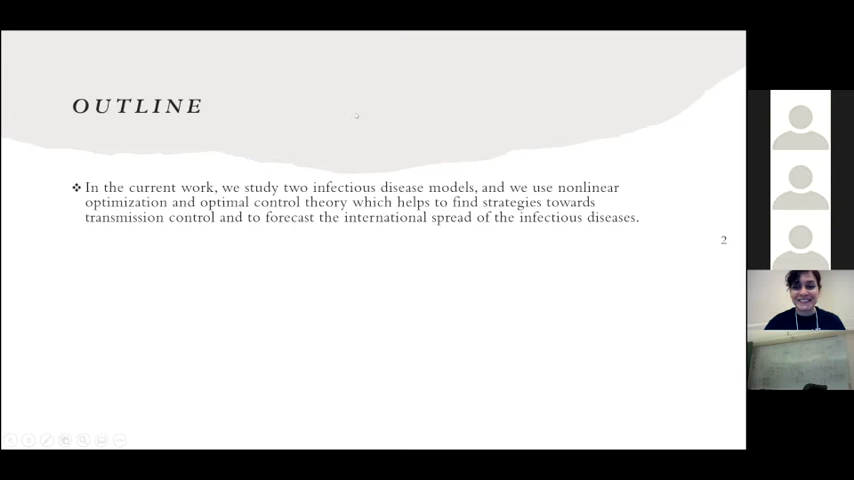 OUTLINE
❖ In the current work, we study two infectious disease models, and we use nonlinear
optimization and optimal control theory which helps to find strategies towards
transmission control and to forecast the international spread of the infectious diseases.
2